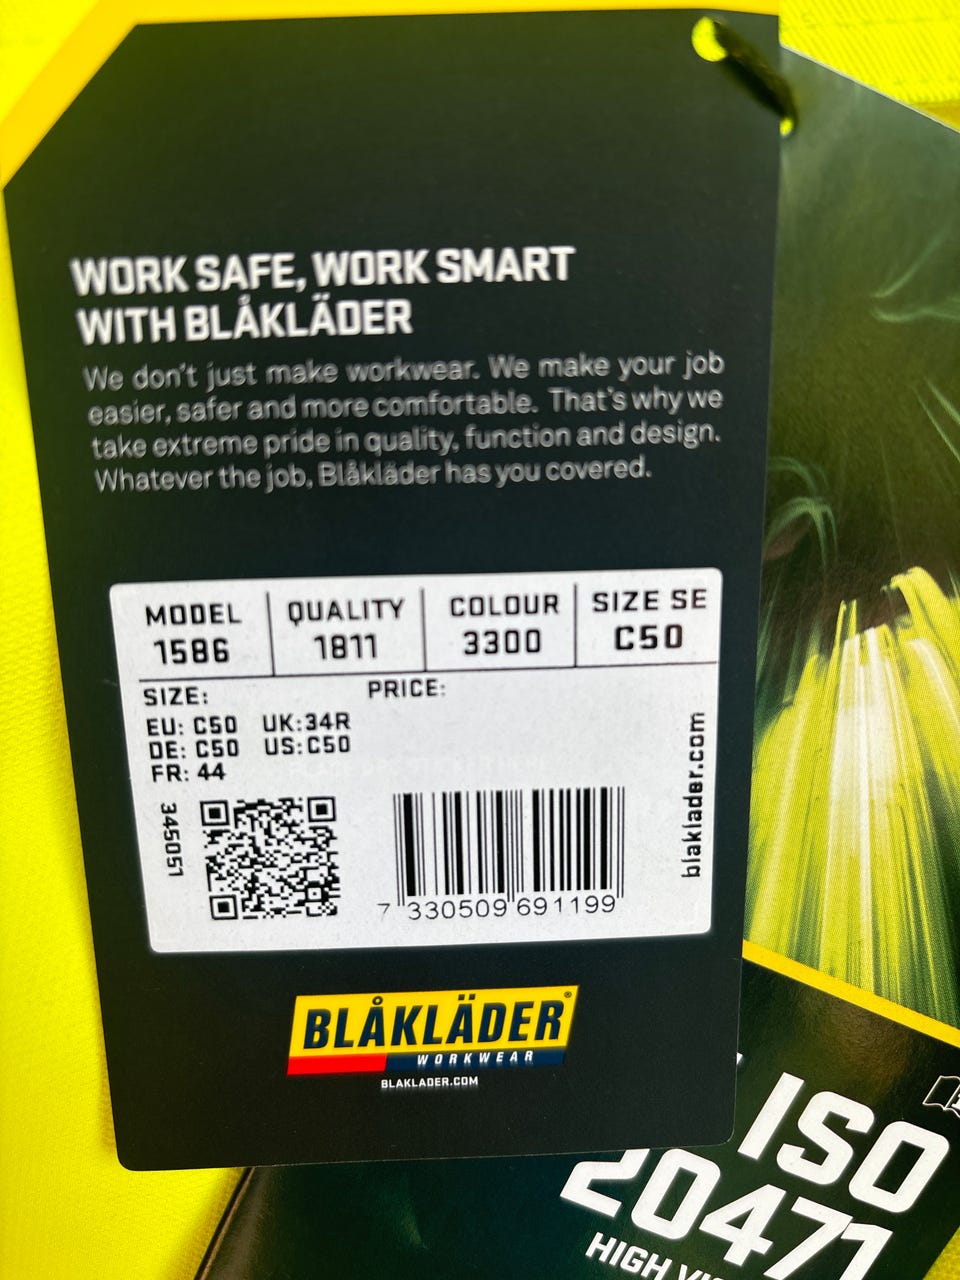 WORK SAFE, WORK SMART
WITH BLÅKLÄDER
We don't just make workwear. We make your job
easier, safer and more comfortable. That's why we
take extreme pride in quality, function and design.
Whatever the job, Blåkläder has you covered.
MODEL QUALITY COLOUR SIZE SE
1586 1811 3300 C50
SIZE: PRICE:
EU: C50 UK:34R
DE: C50 US:C50
FR: 44
345051
blaklader.com
7 330509 691199
BLÅKLÄDER®
WORKWEAR
BLAKLADER.COM
ISO
20471
HIGH